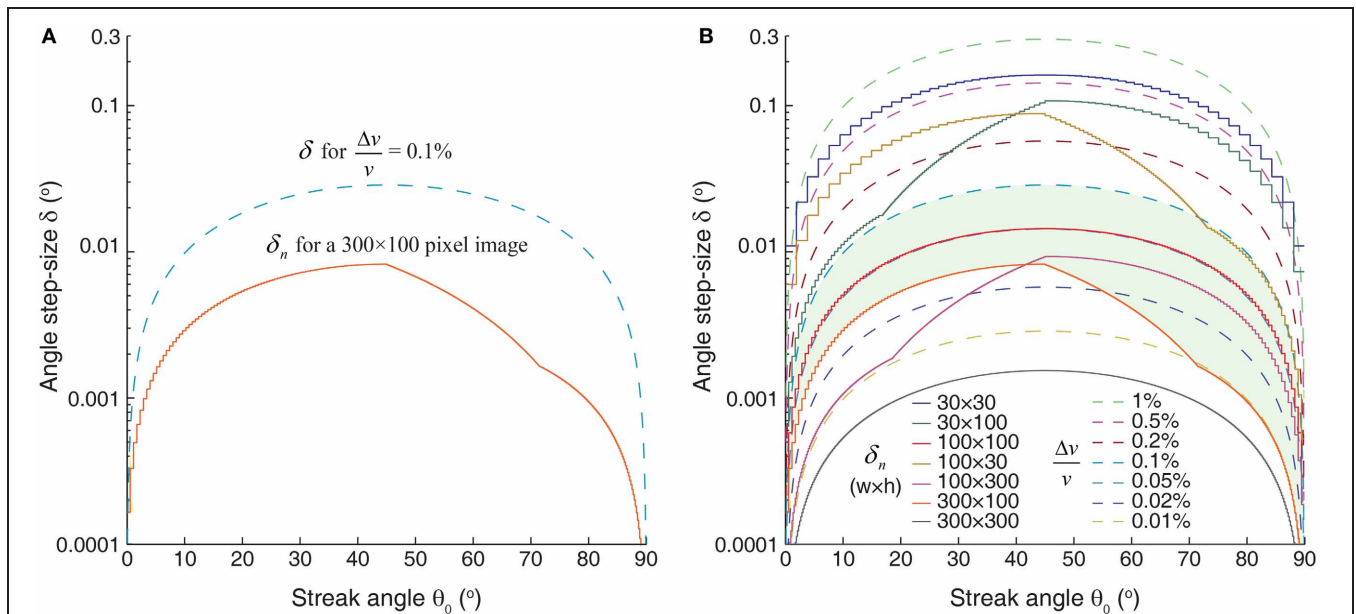 A
0.3
0.1
0.01
0.001
0.0001
Angle step-size δ (°)
δ for Δv/v = 0.1%
δn for a 300×100 pixel image
0 10 20 30 40 50 60 70 80 90
Streak angle θ0 (°)
B
0.3
0.1
0.01
0.001
0.0001
Angle step-size δ (°)
δn
(w×h)
30×30
30×100
100×100
100×30
100×300
300×100
300×300
Δv/v
1%
0.5%
0.2%
0.1%
0.05%
0.02%
0.01%
0 10 20 30 40 50 60 70 80 90
Streak angle θ0 (°)